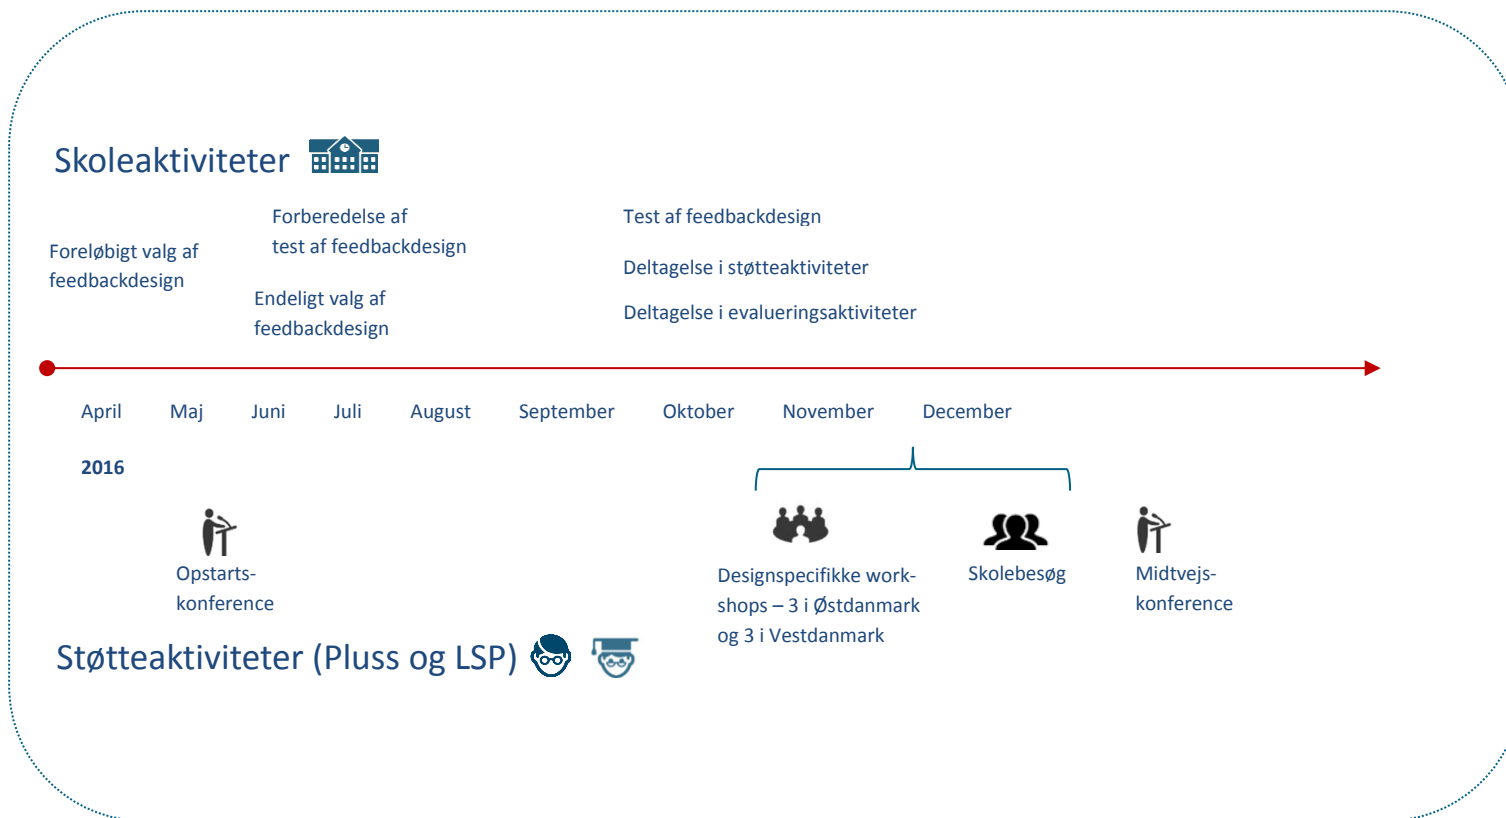 Skoleaktiviteter
Foreløbigt valg af
feedbackdesign
Forberedelse af
test af feedbackdesign
Endeligt valg af
feedbackdesign
Test af feedbackdesign
Deltagelse i støtteaktiviteter
Deltagelse i evalueringsaktiviteter
April Maj Juni Juli August September Oktober November December
2016
Opstarts-
konference
Designspecifikke work-
shops – 3 i Østdanmark
og 3 i Vestdanmark
Skolebesøg
Midtvejs-
konference
Støtteaktiviteter (Pluss og LSP)